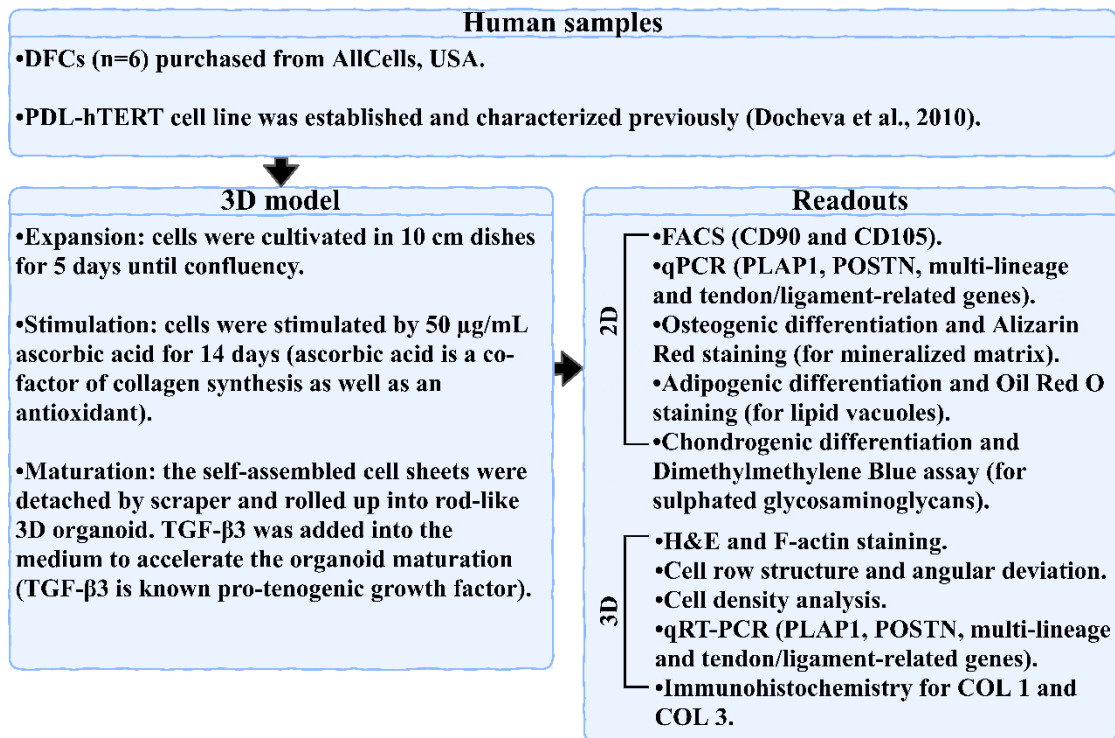 Human samples
•DFCs (n=6) purchased from AllCells, USA.
•PDL-hTERT cell line was established and characterized previously (Docheva et al., 2010).
3D model
•Expansion: cells were cultivated in 10 cm dishes
for 5 days until confluency.
•Stimulation: cells were stimulated by 50 µg/mL
ascorbic acid for 14 days (ascorbic acid is a co-
factor of collagen synthesis as well as an
antioxidant).
•Maturation: the self-assembled cell sheets were
detached by scraper and rolled up into rod-like
3D organoid. TGF-β3 was added into the
medium to accelerate the organoid maturation
(TGF-β3 is known pro-tenogenic growth factor).
Readouts
2D
•FACS (CD90 and CD105).
•qPCR (PLAP1, POSTN, multi-lineage
and tendon/ligament-related genes).
•Osteogenic differentiation and Alizarin
Red staining (for mineralized matrix).
•Adipogenic differentiation and Oil Red O
staining (for lipid vacuoles).
•Chondrogenic differentiation and
Dimethylmethylene Blue assay (for
sulphated glycosaminoglycans).
3D
•H&E and F-actin staining.
•Cell row structure and angular deviation.
•Cell density analysis.
•qRT-PCR (PLAP1, POSTN, multi-lineage
and tendon/ligament-related genes).
•Immunohistochemistry for COL 1 and
COL 3.